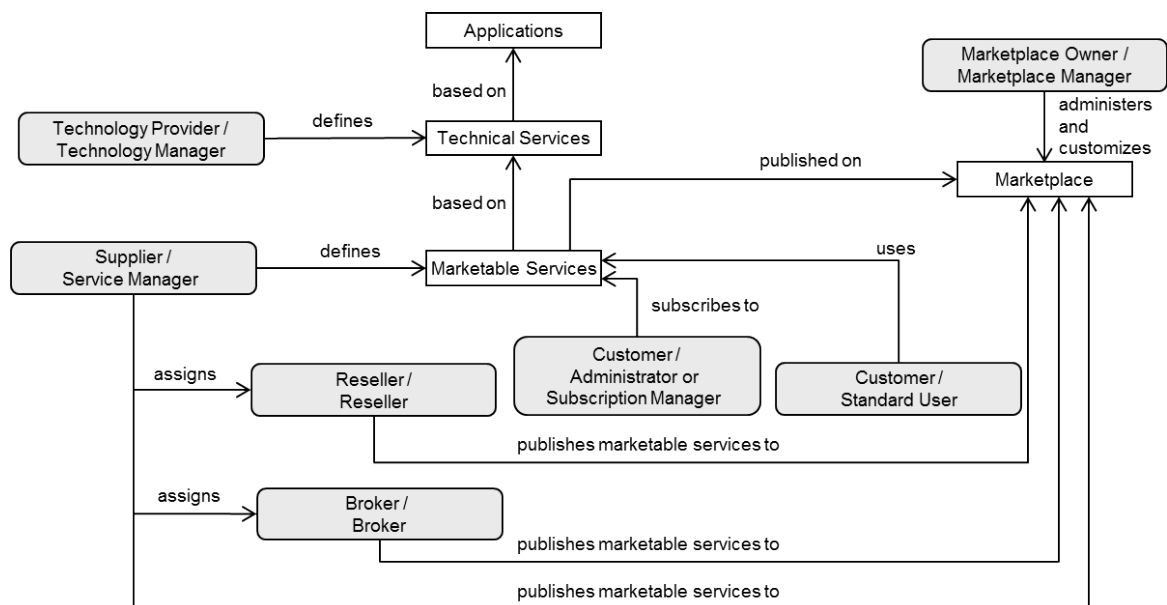 Applications
Marketplace Owner /
Marketplace Manager
based on
administers
and
customizes
Technology Provider /
Technology Manager
defines
Technical Services
published on
Marketplace
based on
Supplier /
Service Manager
defines
Marketable Services
uses
subscribes to
Customer /
Administrator or
Subscription Manager
Customer /
Standard User
assigns
Reseller /
Reseller
publishes marketable services to
assigns
Broker /
Broker
publishes marketable services to
publishes marketable services to